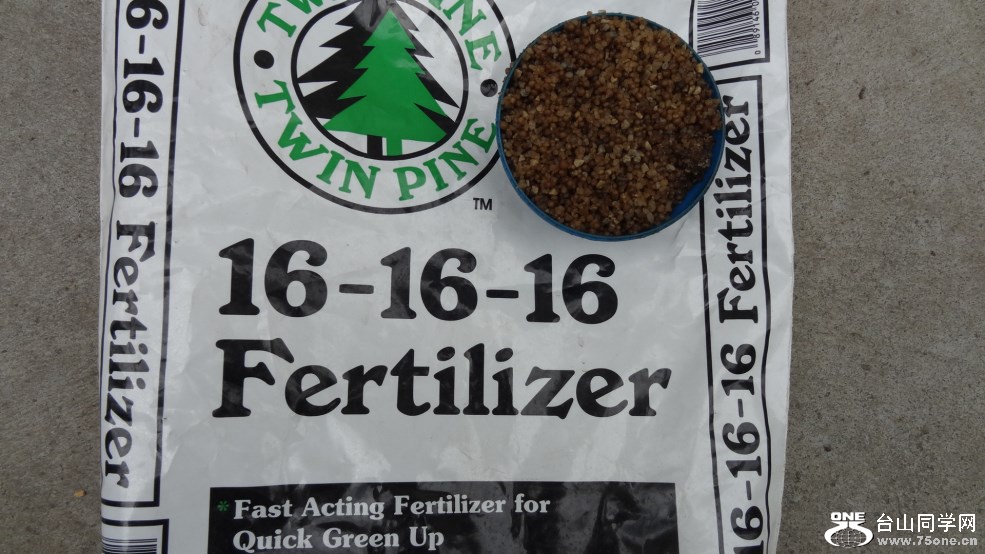 TWIN PINE
TWIN PINE
TM
16-16-16
Fertilizer
* Fast Acting Fertilizer for
Quick Green Up
16-16-16 Fertilizer
16-16-16 Fertilizer
ONE
台山同学网
www.75one.cn